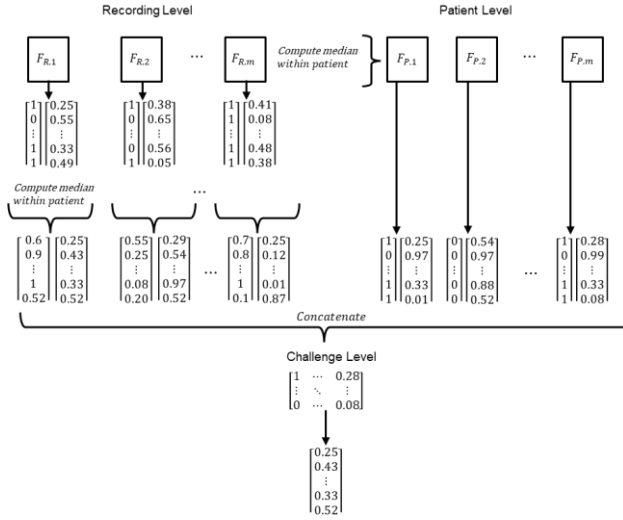 Recording Level Patient Level
F_{R.1} F_{R.2} ⋯ F_{R.m} Compute median F_{P.1} F_{P.2} ⋯ F_{P.m}
within patient
1 0.25 0.38 1 0.41
0 0.55 0 0.65 1 0.08
⋮ ⋮ ⋮ ⋮ ⋮ ⋮
1 0.33 0 0.56 1 0.48
1 0.49 1 0.05 1 0.38
Compute median ⋯
within patient
0.6 0.25 0.55 0.29 0.7 0.25 1 0.25 0 0.54 1 0.28
0.9 0.43 0.25 0.54 0.8 0.12 0 0.97 0 0.97 0 0.99
⋮ ⋮ ⋮ ⋮ ⋯ ⋮ ⋮ ⋮ ⋮ ⋮ ⋮ ⋯ ⋮ ⋮
1 0.33 0.08 0.97 1 0.01 1 0.33 0 0.88 1 0.33
0.52 0.52 0.20 0.52 0.1 0.87 1 0.01 0 0.52 1 0.08
Concatenate
Challenge Level
1 ⋯ 0.28
⋮ ⋱ ⋮
0 ⋯ 0.08
0.25
0.43
⋮
0.33
0.52